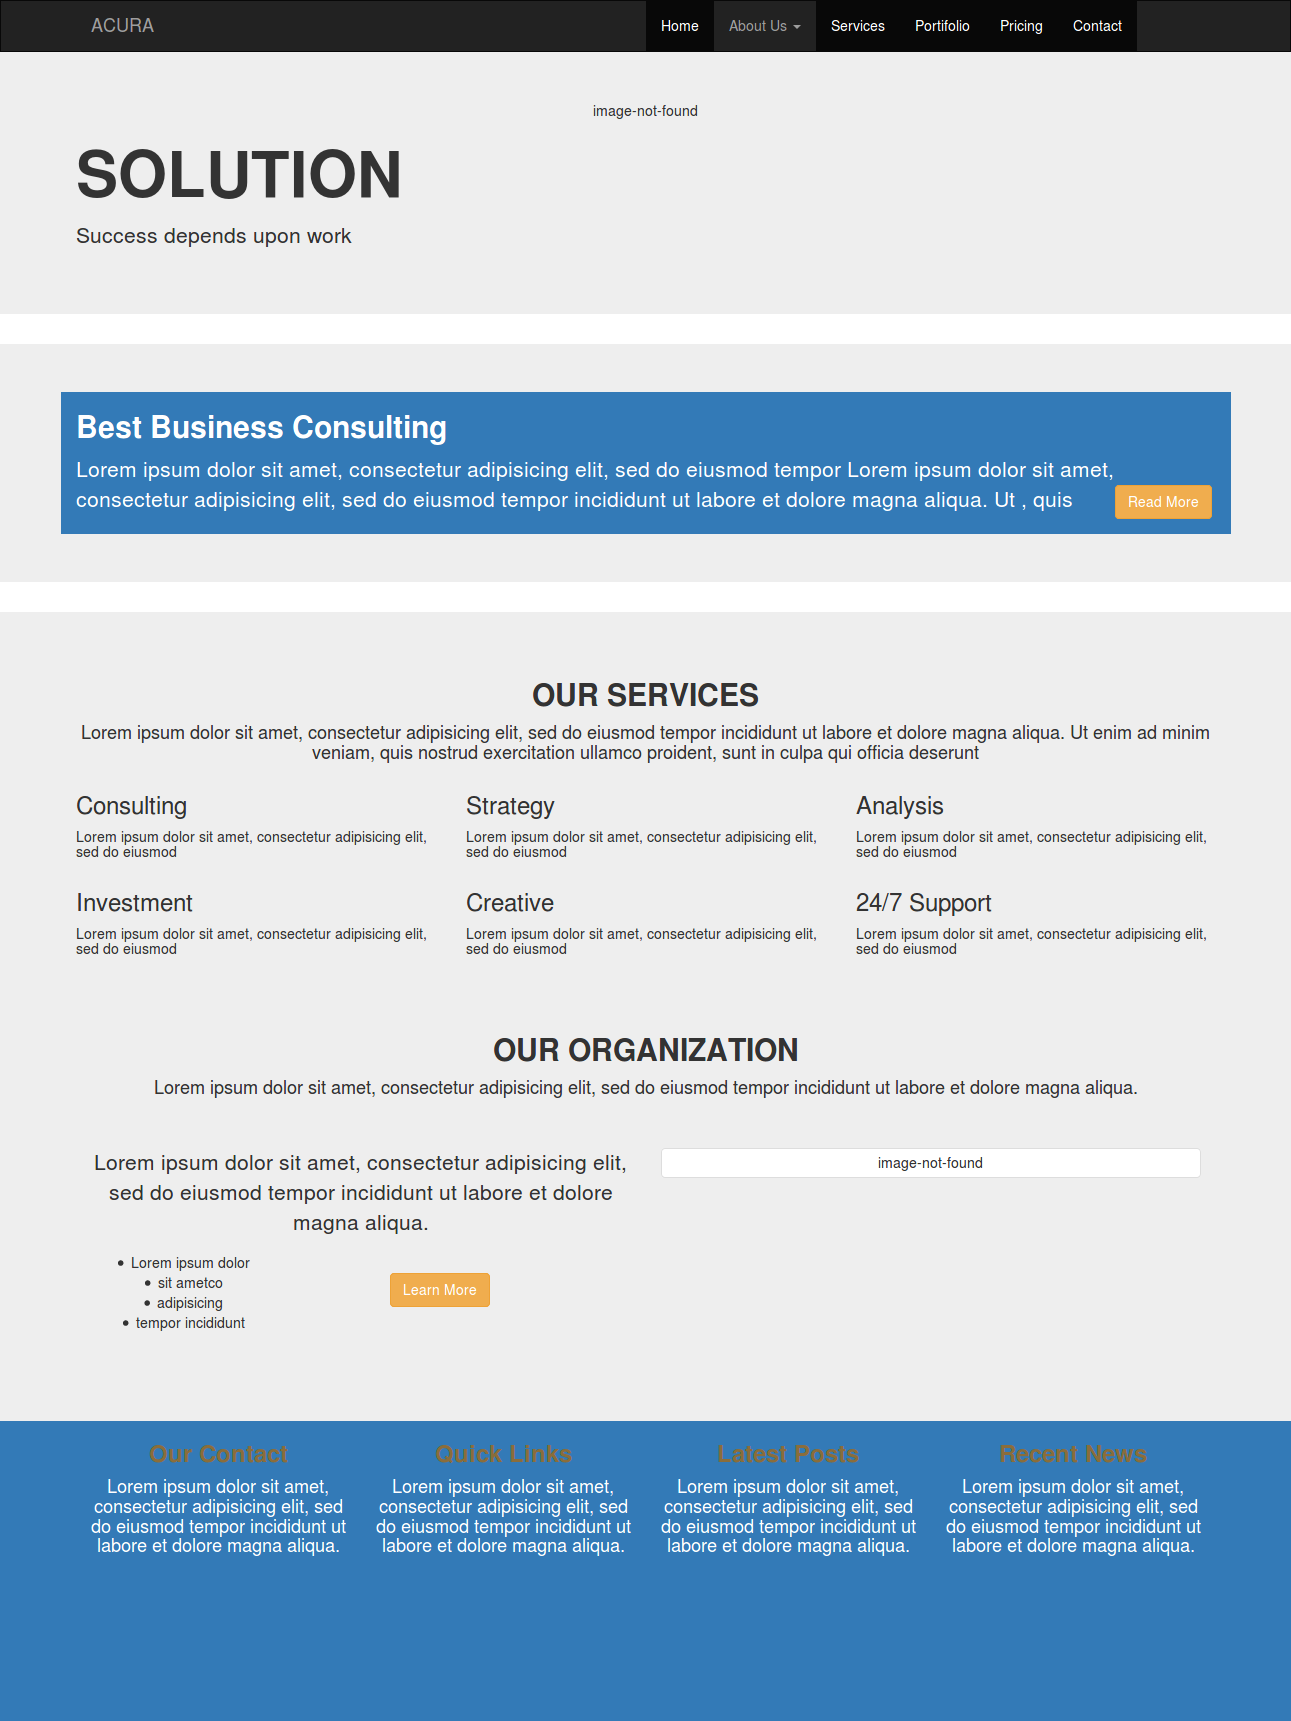 ACURA
Home
About Us
Services
Portifolio
Pricing
Contact
image-not-found
SOLUTION
Success depends upon work
Best Business Consulting
Lorem ipsum dolor sit amet, consectetur adipisicing elit, sed do eiusmod tempor Lorem ipsum dolor sit amet,
consectetur adipisicing elit, sed do eiusmod tempor incididunt ut labore et dolore magna aliqua. Ut , quis
Read More
OUR SERVICES
Lorem ipsum dolor sit amet, consectetur adipisicing elit, sed do eiusmod tempor incididunt ut labore et dolore magna aliqua. Ut enim ad minim
veniam, quis nostrud exercitation ullamco proident, sunt in culpa qui officia deserunt
Consulting
Lorem ipsum dolor sit amet, consectetur adipisicing elit,
sed do eiusmod
Strategy
Lorem ipsum dolor sit amet, consectetur adipisicing elit,
sed do eiusmod
Analysis
Lorem ipsum dolor sit amet, consectetur adipisicing elit,
sed do eiusmod
Investment
Lorem ipsum dolor sit amet, consectetur adipisicing elit,
sed do eiusmod
Creative
Lorem ipsum dolor sit amet, consectetur adipisicing elit,
sed do eiusmod
24/7 Support
Lorem ipsum dolor sit amet, consectetur adipisicing elit,
sed do eiusmod
OUR ORGANIZATION
Lorem ipsum dolor sit amet, consectetur adipisicing elit, sed do eiusmod tempor incididunt ut labore et dolore magna aliqua.
Lorem ipsum dolor sit amet, consectetur adipisicing elit,
sed do eiusmod tempor incididunt ut labore et dolore
magna aliqua.
• Lorem ipsum dolor
• sit ametco
• adipisicing
• tempor incididunt
Learn More
image-not-found
Our Contact
Lorem ipsum dolor sit amet,
consectetur adipisicing elit, sed
do eiusmod tempor incididunt ut
labore et dolore magna aliqua.
Quick Links
Lorem ipsum dolor sit amet,
consectetur adipisicing elit, sed
do eiusmod tempor incididunt ut
labore et dolore magna aliqua.
Latest Posts
Lorem ipsum dolor sit amet,
consectetur adipisicing elit, sed
do eiusmod tempor incididunt ut
labore et dolore magna aliqua.
Recent News
Lorem ipsum dolor sit amet,
consectetur adipisicing elit, sed
do eiusmod tempor incididunt ut
labore et dolore magna aliqua.